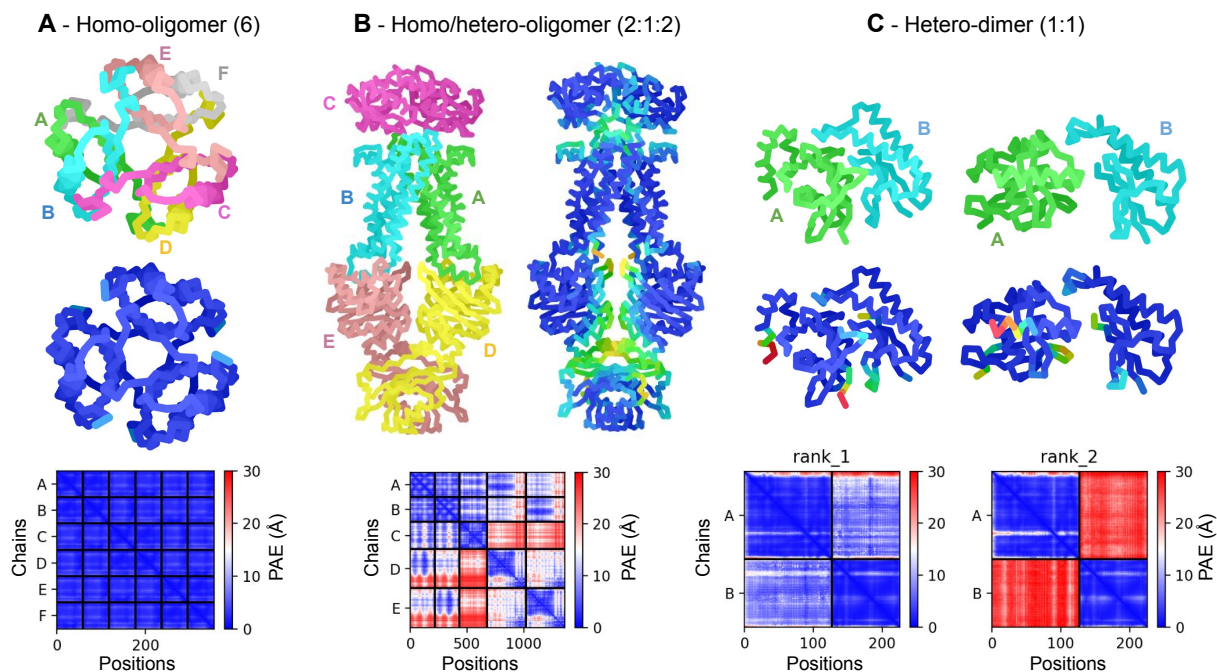 A - Homo-oligomer (6)
E
F
A
B
C
D
B - Homo/hetero-oligomer (2:1:2)
C
B
A
E
D
C - Hetero-dimer (1:1)
B
A
B
A
A
B
C
D
E
F
Chains
0
200
Positions
30
20
10
0
PAE (Å)
A
B
C
D
E
Chains
0
500
1000
Positions
30
20
10
0
PAE (Å)
rank_1
A
B
Chains
0
100
200
Positions
30
20
10
0
PAE (Å)
rank_2
A
B
0
100
200
Positions
30
20
10
0
PAE (Å)